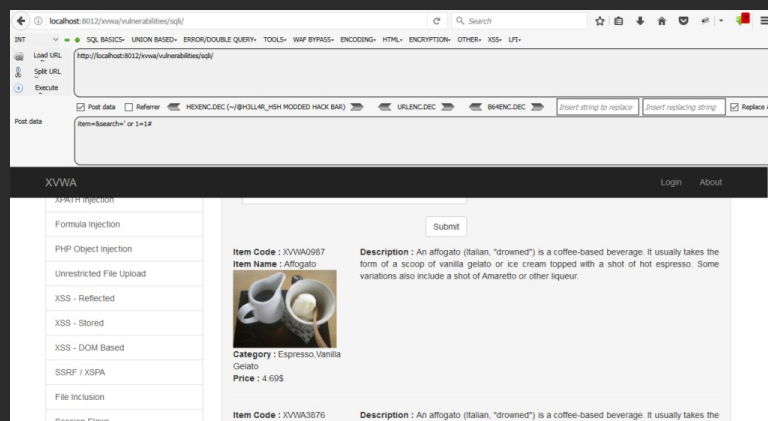 localhost:8012/xvwa/vulnerabilities/sqli/
Search
INT SQL BASICS UNION BASED ERROR/DOUBLE QUERY TOOLS WAF BYPASS ENCODING HTML ENCRYPTION OTHER XSS LFI
Load URL http://localhost:8012/xvwa/vulnerabilities/sqli/
Split URL
Execute
Post data Referrer HEXENC.DEC (~/@H3LL4R_H5H MODDED HACK BAR) URLENC.DEC B64ENC.DEC Insert string to replace Insert replacing string Replace A
Post data item=&search=' or 1=1#
XVWA Login About
XPATH Injection
Formula Injection
PHP Object Injection
Unrestricted File Upload
XSS - Reflected
XSS - Stored
XSS - DOM Based
SSRF / XSPA
File Inclusion
Submit
Item Code : XVWA0987
Item Name : Affogato
Description : An affogato (Italian, "drowned") is a coffee-based beverage. It usually takes the
form of a scoop of vanilla gelato or ice cream topped with a shot of hot espresso. Some
variations also include a shot of Amaretto or other liqueur.
Category : Espresso,Vanilla
Gelato
Price : 4.69$
Item Code : XVWA3876
Description : An affogato (Italian, "drowned") is a coffee-based beverage. It usually takes the